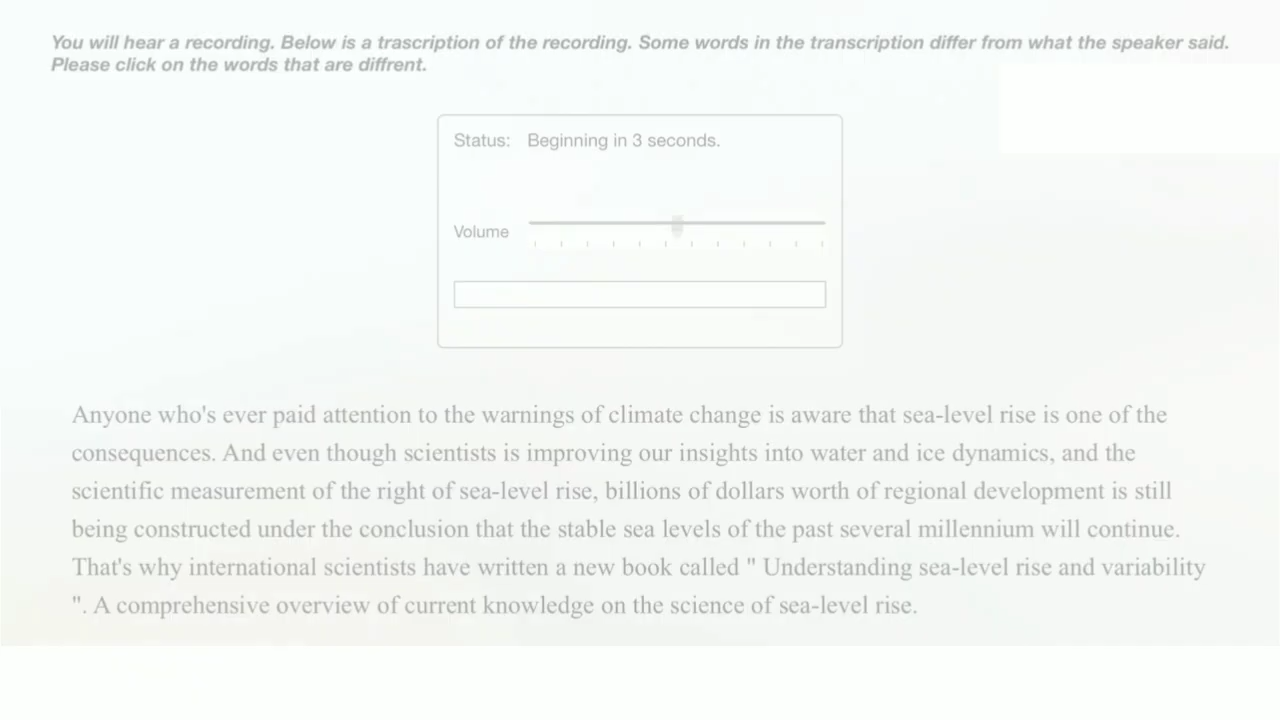 You will hear a recording. Below is a trascription of the recording. Some words in the transcription differ from what the speaker said.
Please click on the words that are diffrent.
Status: Beginning in 3 seconds.
Volume
Anyone who's ever paid attention to the warnings of climate change is aware that sea-level rise is one of the
consequences. And even though scientists is improving our insights into water and ice dynamics, and the
scientific measurement of the right of sea-level rise, billions of dollars worth of regional development is still
being constructed under the conclusion that the stable sea levels of the past several millennium will continue.
That's why international scientists have written a new book called " Understanding sea-level rise and variability
". A comprehensive overview of current knowledge on the science of sea-level rise.